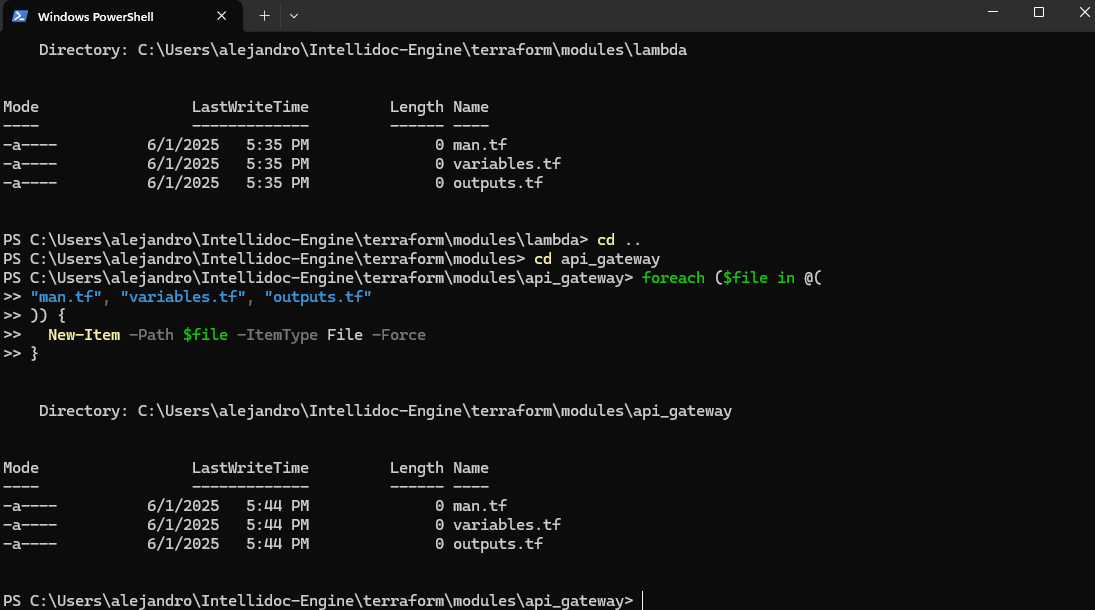 Windows PowerShell
Directory: C:\Users\alejandro\Intellidoc-Engine\terraform\modules\lambda
Mode                 LastWriteTime         Length Name
----                 -------------         ------ ----
-a----          6/1/2025   5:35 PM              0 man.tf
-a----          6/1/2025   5:35 PM              0 variables.tf
-a----          6/1/2025   5:35 PM              0 outputs.tf
PS C:\Users\alejandro\Intellidoc-Engine\terraform\modules\lambda> cd ..
PS C:\Users\alejandro\Intellidoc-Engine\terraform\modules> cd api_gateway
PS C:\Users\alejandro\Intellidoc-Engine\terraform\modules\api_gateway> foreach ($file in @(
>> "man.tf", "variables.tf", "outputs.tf"
>> )) {
>>   New-Item -Path $file -ItemType File -Force
>> }
Directory: C:\Users\alejandro\Intellidoc-Engine\terraform\modules\api_gateway
Mode                 LastWriteTime         Length Name
----                 -------------         ------ ----
-a----          6/1/2025   5:44 PM              0 man.tf
-a----          6/1/2025   5:44 PM              0 variables.tf
-a----          6/1/2025   5:44 PM              0 outputs.tf
PS C:\Users\alejandro\Intellidoc-Engine\terraform\modules\api_gateway>